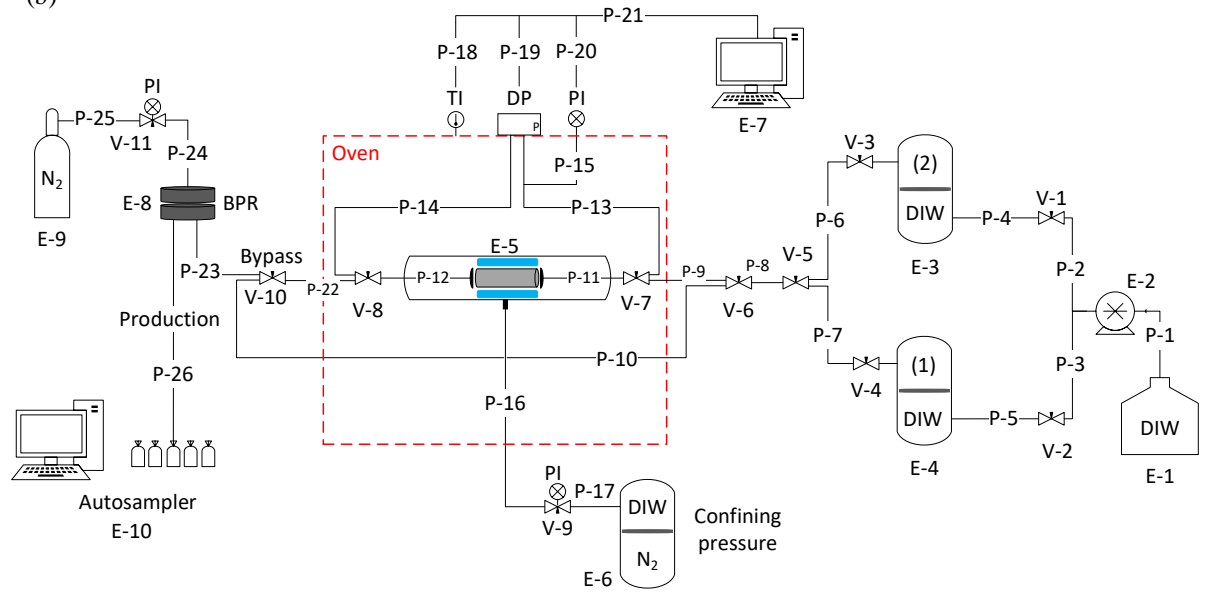 (b)
P-21
P-18
P-19
P-20
PI
TI
DP
PI
P
E-7
P-25
V-11
P-24
N2
E-9
E-8
BPR
Oven
P-15
P-14
P-13
V-3
(2)
DIW
E-3
P-6
P-4
V-1
P-2
E-2
P-1
DIW
E-1
E-5
P-12
P-11
P-23
Bypass
V-10
P-22
V-8
V-7
P-9
V-6
P-8
V-5
P-7
V-4
(1)
DIW
E-4
P-5
V-2
P-3
Production
P-10
P-26
P-16
Autosampler
E-10
PI
V-9
P-17
DIW
N2
E-6
Confining
pressure